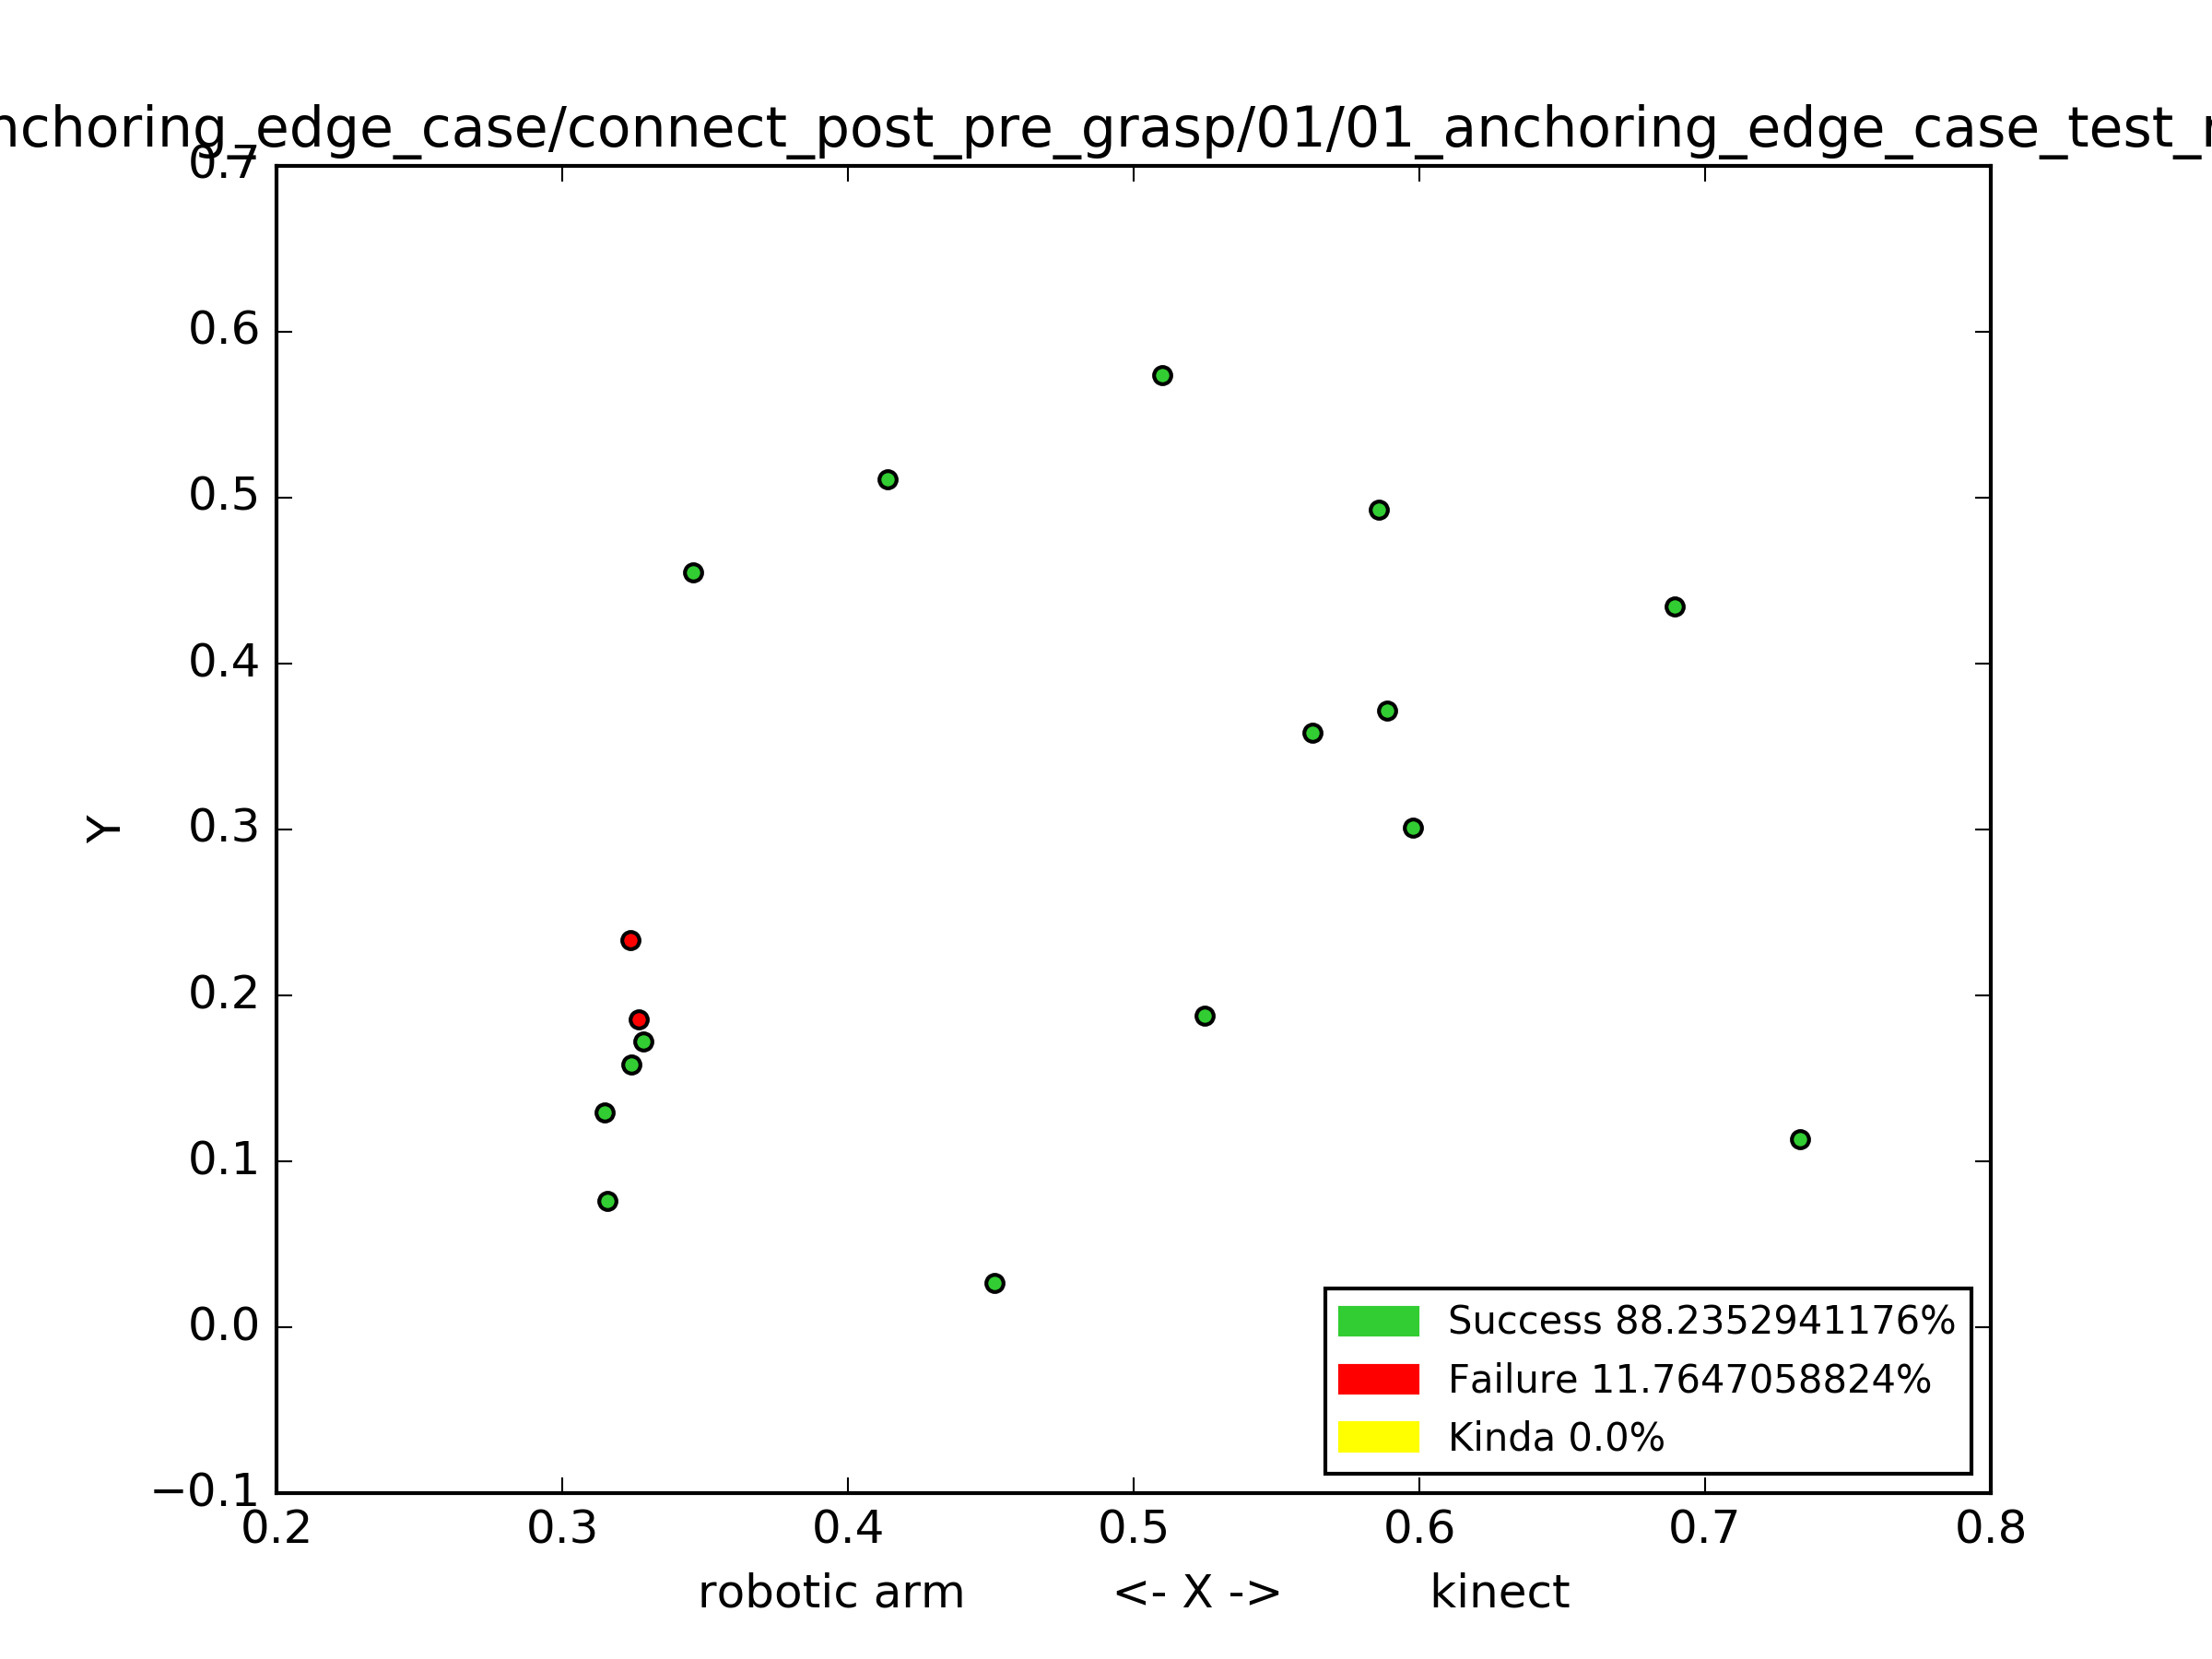 nchoring_edge_case/connect_post_pre_grasp/01/01_anchoring_edge_case_test_r
0.7
0.6
0.5
0.4
0.3
0.2
0.1
0.0
−0.1
Y
Success 88.2352941176%
Failure 11.7647058824%
Kinda 0.0%
0.2 0.3 0.4 0.5 0.6 0.7 0.8
robotic arm <- X -> kinect